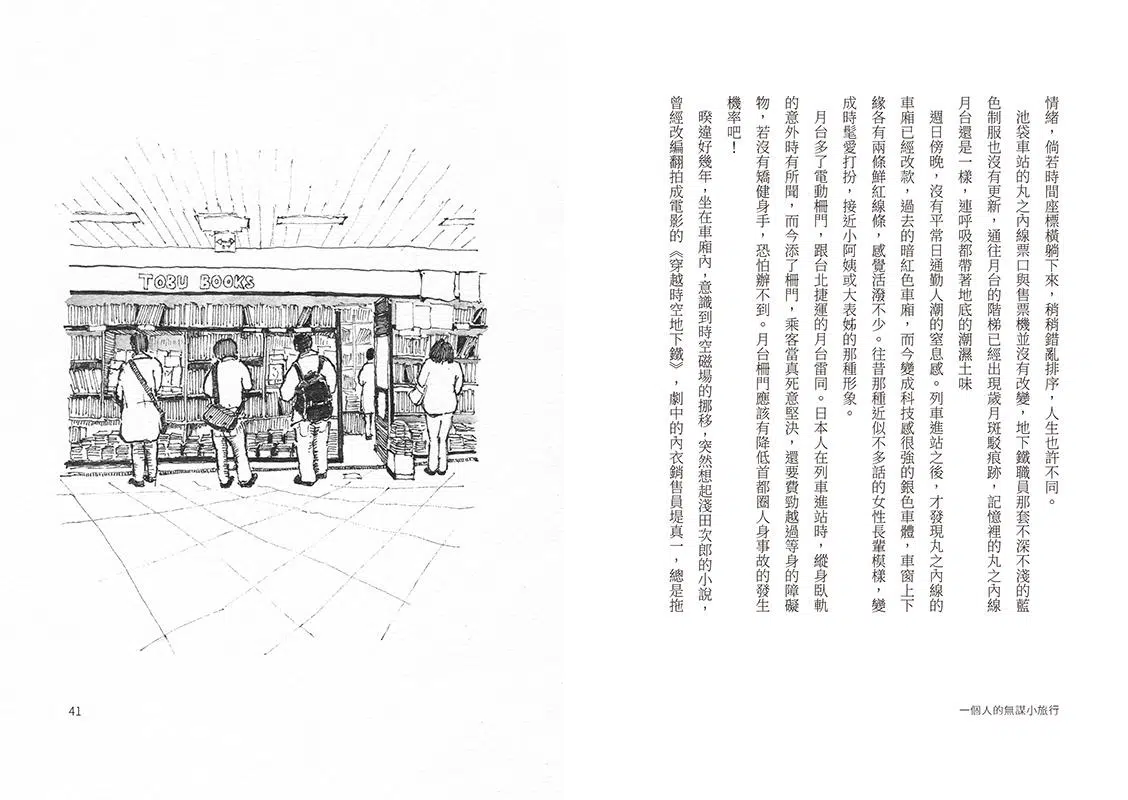 情緒，倘若時間座標橫躺下來，稍稍錯亂排序，人生也許不同。
池袋車站的丸之內線票口與售票機並沒有改變，地下鐵職員那套不深不淺的藍
色制服也沒有更新，通往月台的階梯已經出現歲月斑駁痕跡，記憶裡的丸之內線
月台還是一樣，連呼吸都帶著地底的潮濕土味
週日傍晚，沒有平常日通勤人潮的窒息感。列車進站之後，才發現丸之內線的
車廂已經改款，過去的暗紅色車廂，而今變成科技感很強的銀色車體，車窗上下
緣各有兩條鮮紅線條，感覺活潑不少。往昔那種近似不多話的女性長輩模樣，變
成時髦愛打扮，接近小阿姨或大表姊的那種形象。
月台多了電動柵門，跟台北捷運的月台雷同。日本人在列車進站時，縱身臥軌
的意外時有所聞，而今添了柵門，乘客當真死意堅決，還要費勁越過等身的障礙
物，若沒有矯健身手，恐怕辦不到。月台柵門應該有降低首都圈人身事故的發生
機率吧！
暌違好幾年，坐在車廂內，意識到時空磁場的挪移，突然想起淺田次郎的小說，
曾經改編翻拍成電影的《穿越時空地下鐵》，劇中的內衣銷售員堤真一，總是拖
一個人的無謀小旅行
TOBU BOOKS
41